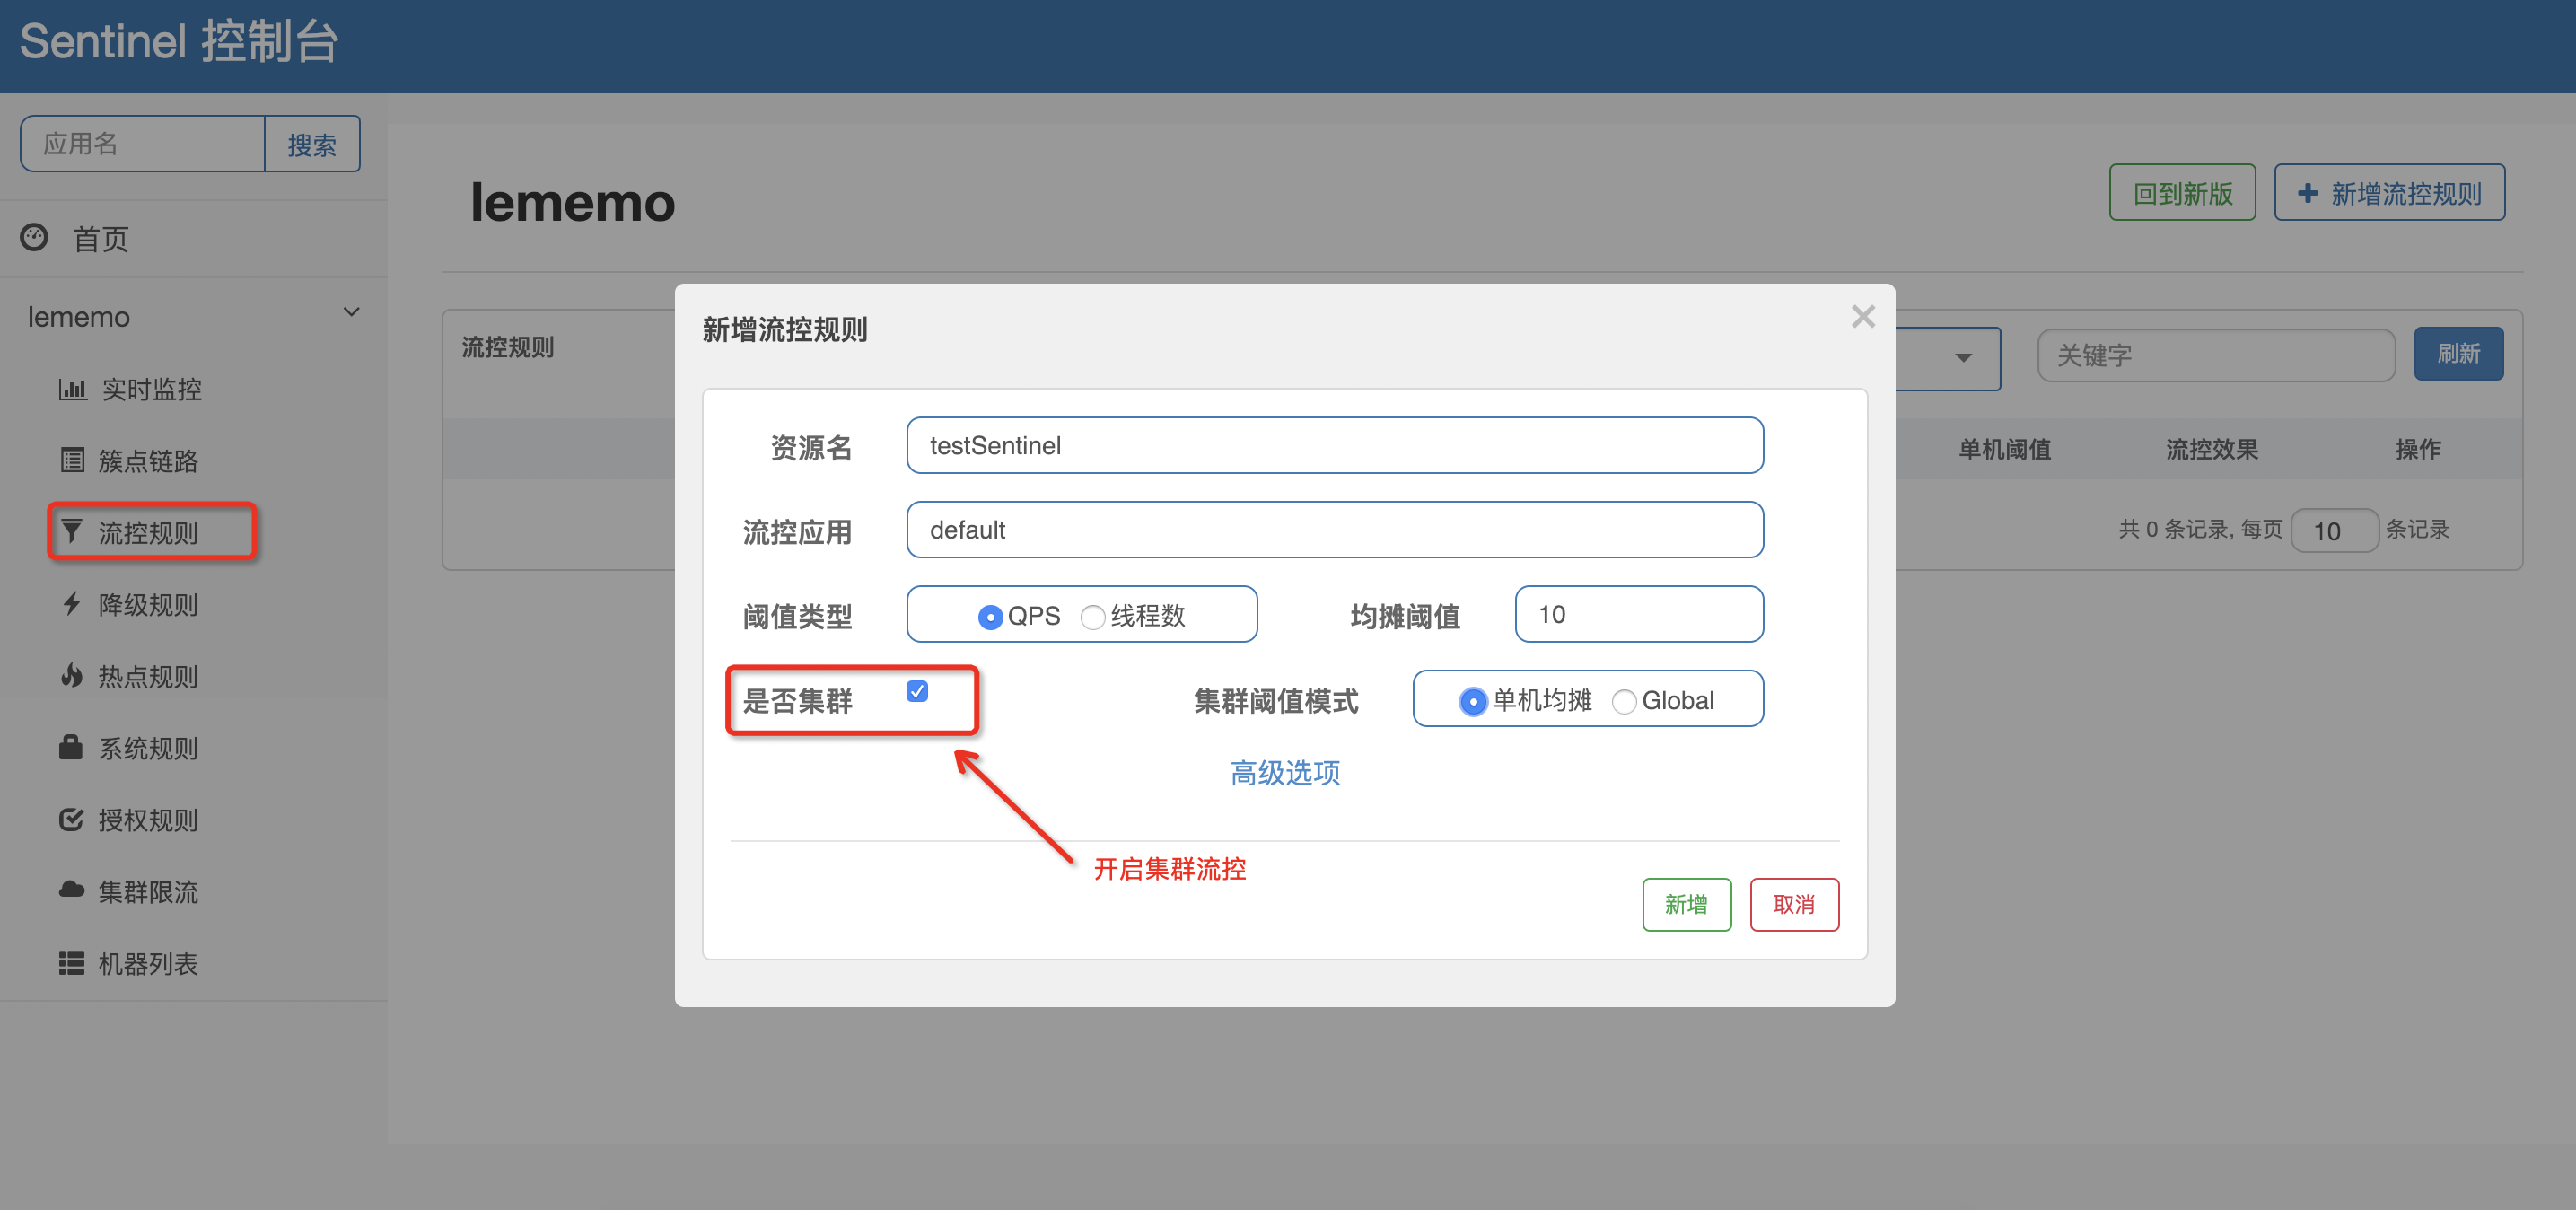 Sentinel 控制台
应用名 搜索
首页
lememo
实时监控
簇点链路
流控规则
降级规则
热点规则
系统规则
授权规则
集群限流
机器列表
lememo
回到新版 新增流控规则
流控规则
关键字 刷新
单机阈值 流控效果 操作
共 0 条记录, 每页 10 条记录
新增流控规则
资源名 testSentinel
流控应用 default
阈值类型 QPS 线程数 均摊阈值 10
是否集群 集群阈值模式 单机均摊 Global
高级选项
开启集群流控
新增 取消